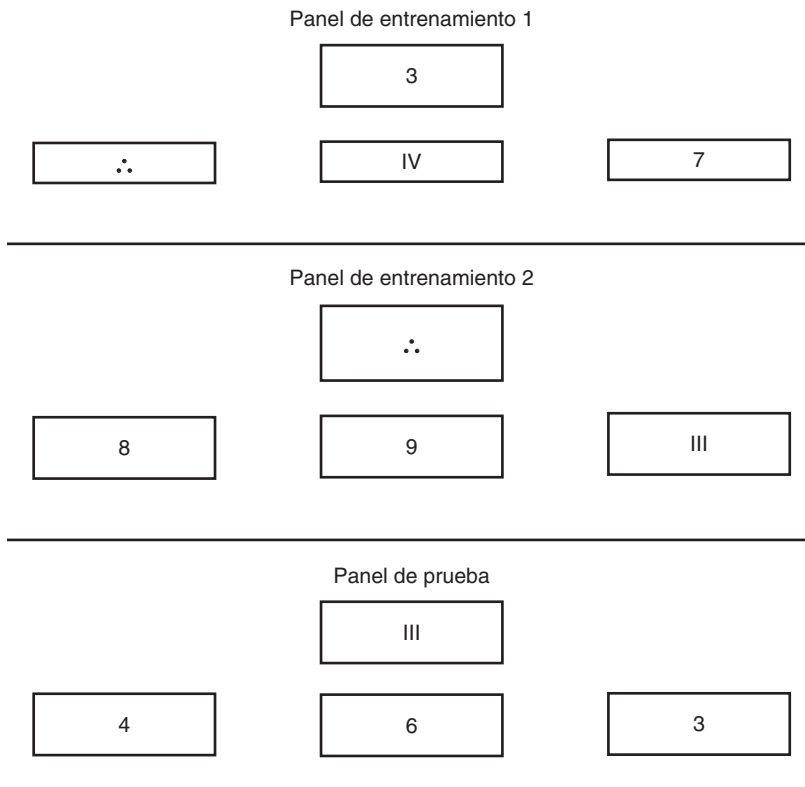 Panel de entrenamiento 1
3
∴ IV 7
Panel de entrenamiento 2
∴
8 9 III
Panel de prueba
III
4 6 3